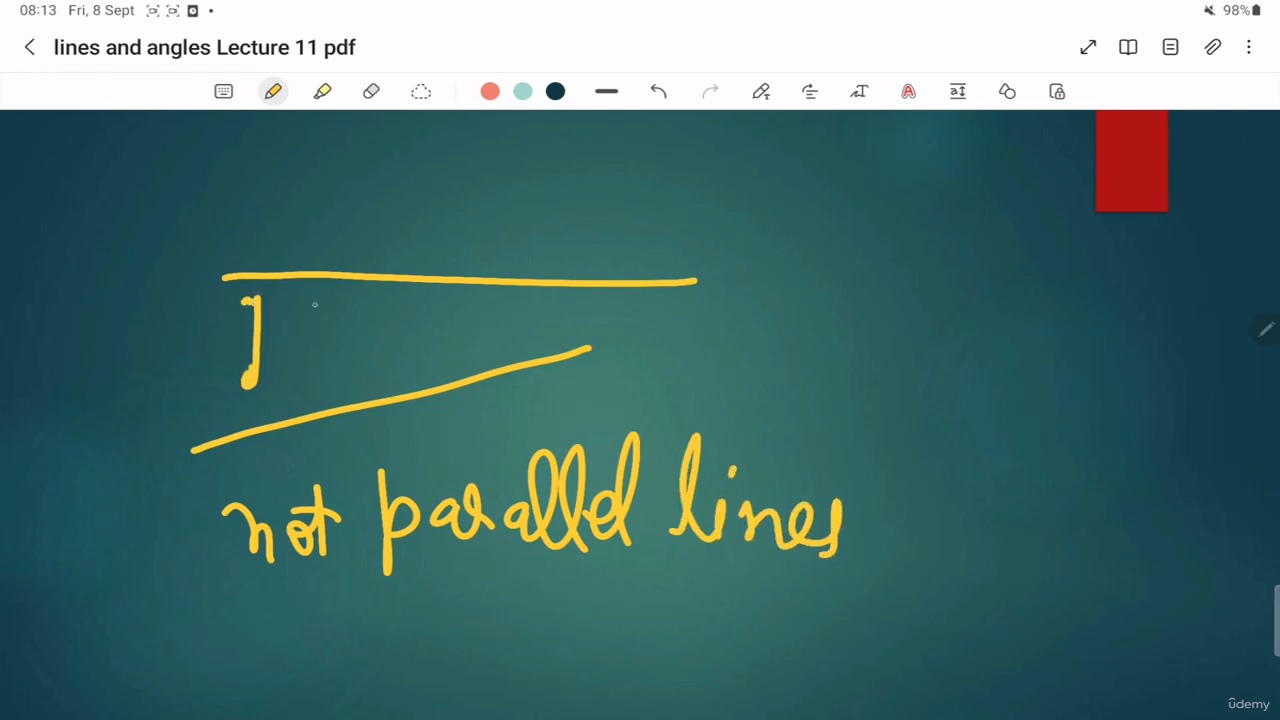 08:13 Fri, 8 Sept 98%
lines and angles Lecture 11 pdf
not parallel lines
ûdemy